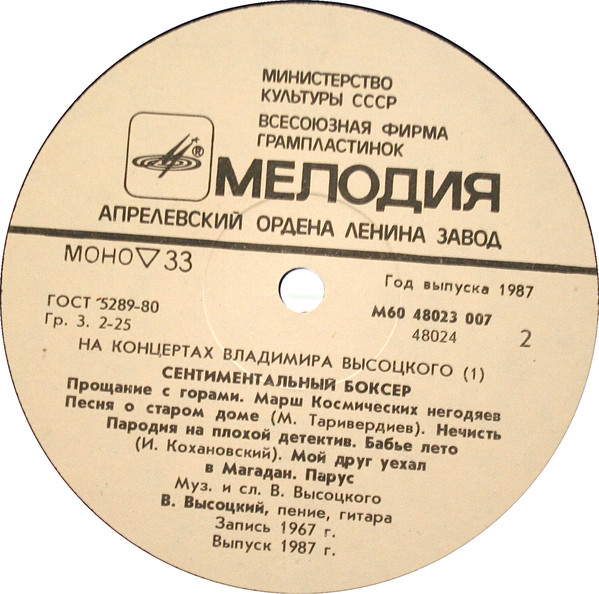 МИНИСТЕРСТВО
КУЛЬТУРЫ СССР
ВСЕСОЮЗНАЯ ФИРМА
ГРАМПЛАСТИНОК
®
МЕЛОДИЯ
АПРЕЛЕВСКИЙ ОРДЕНА ЛЕНИНА ЗАВОД
МОНО ▽ 33
Год выпуска 1987
ГОСТ 5289-80
М60 48023 007
Гр. 3. 2-25
48024
2
НА КОНЦЕРТАХ ВЛАДИМИРА ВЫСОЦКОГО (1)
СЕНТИМЕНТАЛЬНЫЙ БОКСЕР
Прощание с горами. Марш Космических негодяев
Песня о старом доме (М. Таривердиев). Нечисть
Пародия на плохой детектив. Бабье лето
(И. Кохановский). Мой друг уехал
в Магадан. Парус
Муз. и сл. В. Высоцкого
В. Высоцкий, пение, гитара
Запись 1967 г.
Выпуск 1987 г.